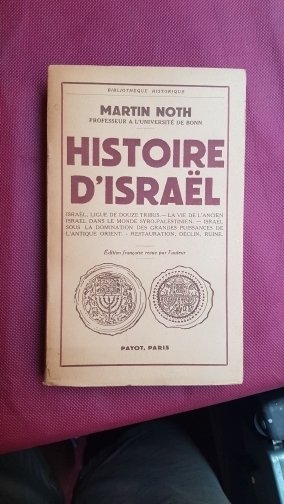 BIBLIOTHÈQUE HISTORIQUE
MARTIN NOTH
PROFESSEUR A L'UNIVERSITÉ DE BONN
HISTOIRE
D'ISRAËL
ISRAËL, LIGUE DE DOUZE TRIBUS. — LA VIE DE L'ANCIEN
ISRAËL DANS LE MONDE SYRO-PALESTINIEN. — ISRAËL
SOUS LA DOMINATION DES GRANDES PUISSANCES DE
L'ANTIQUE ORIENT. - RESTAURATION, DÉCLIN, RUINE.
Édition française revue par l'auteur
PAYOT, PARIS